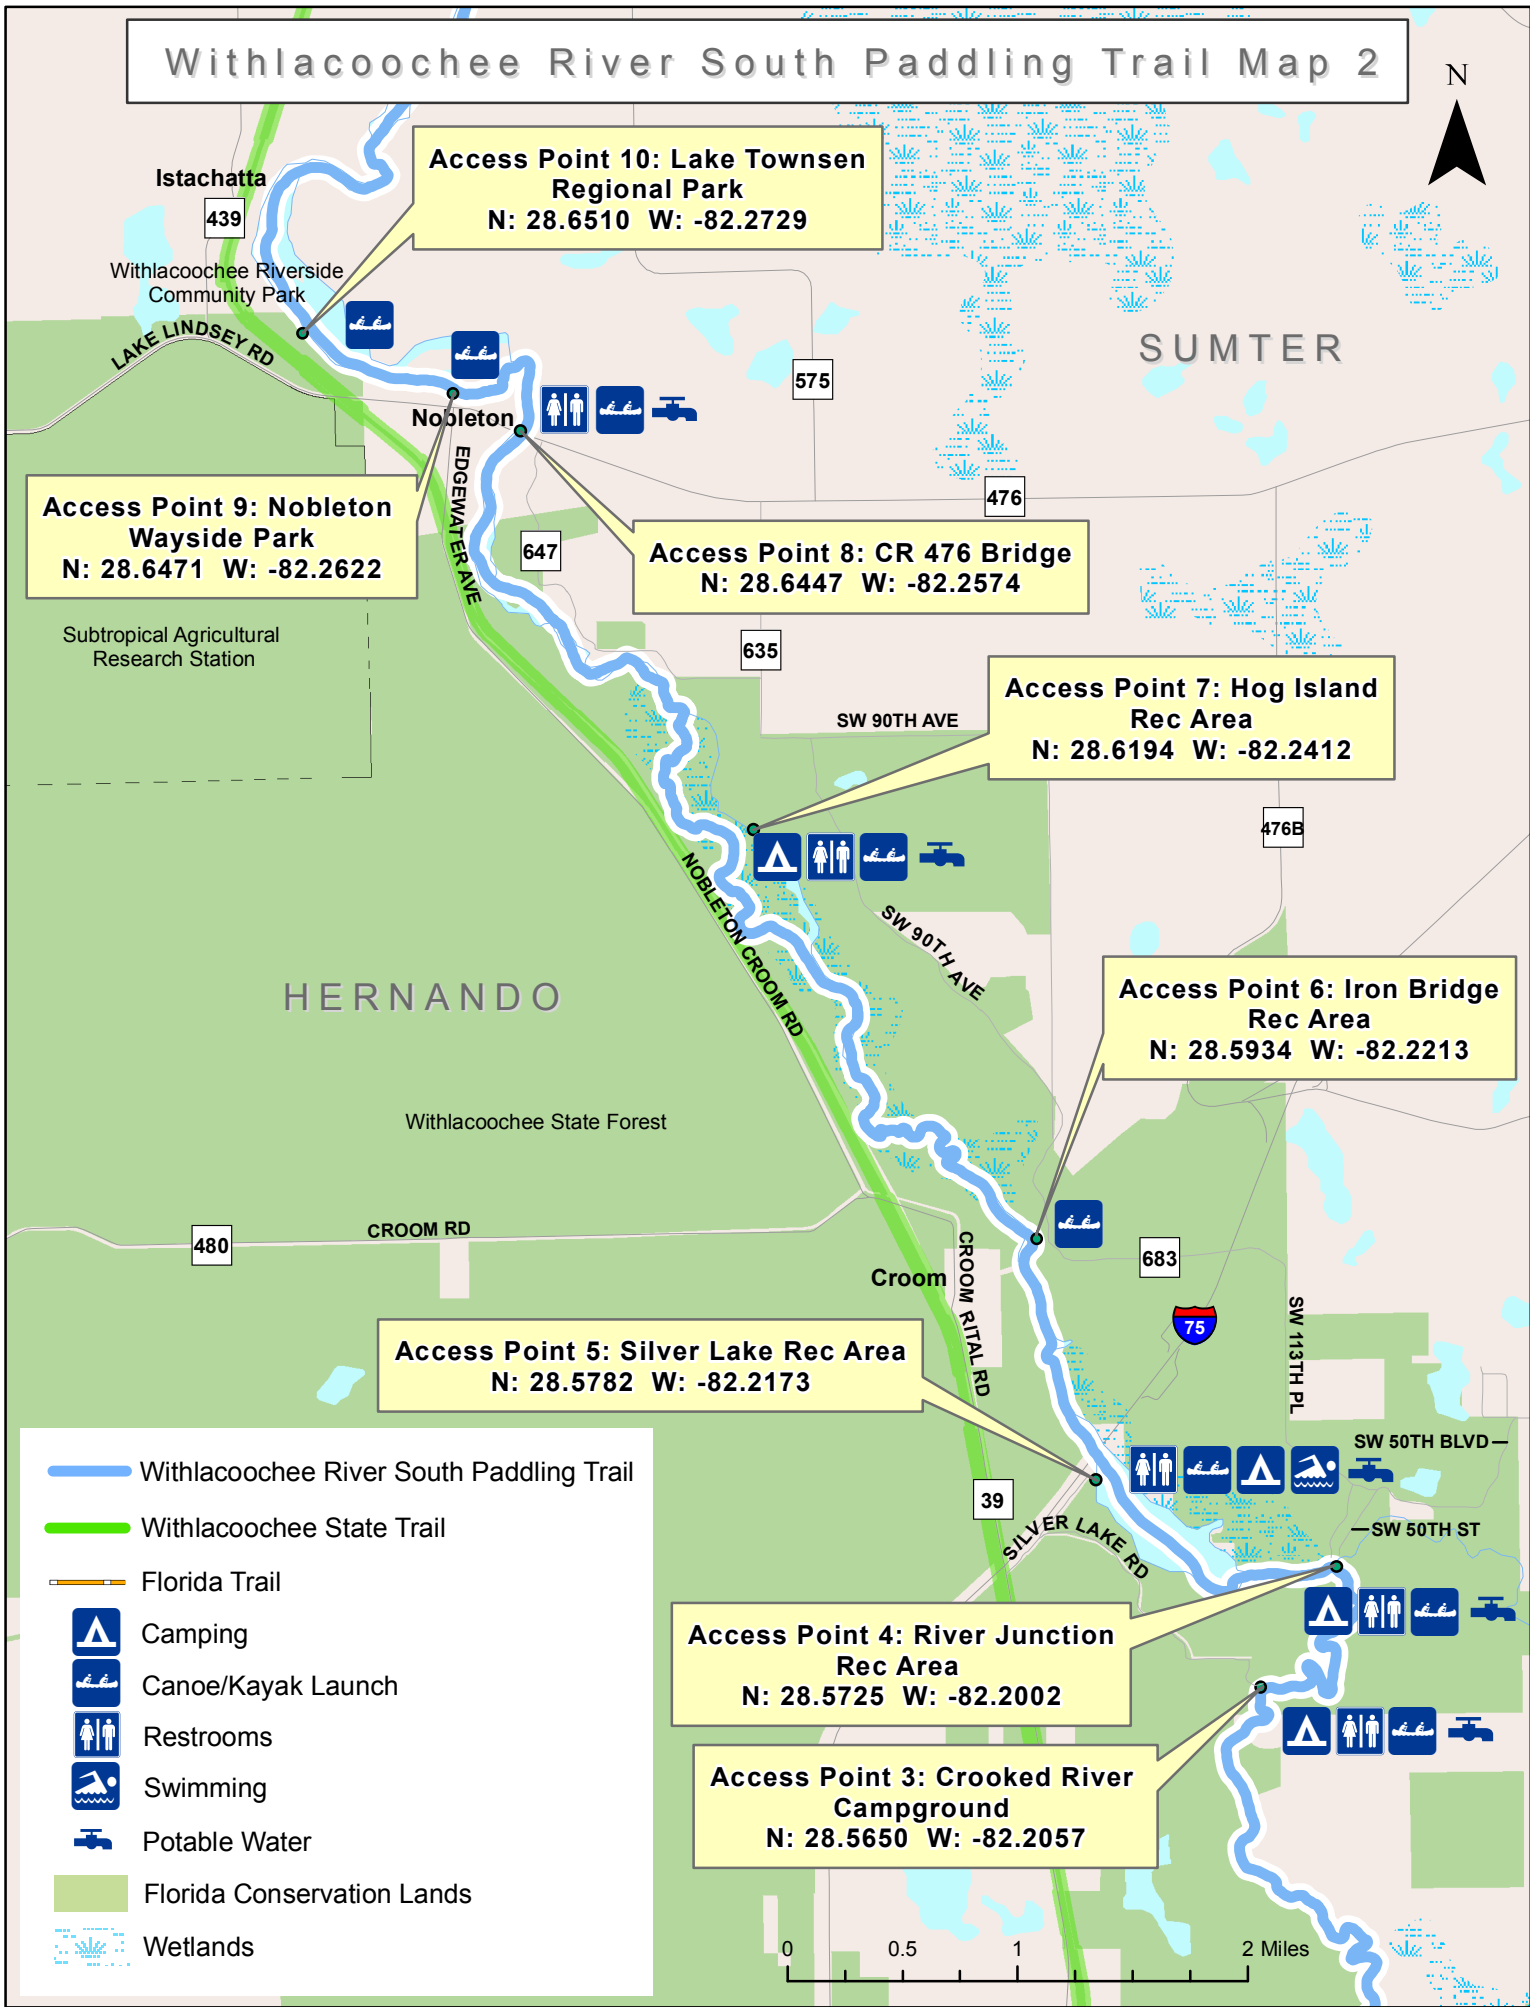 Withlacoochee River South Paddling Trail Map 2
N
Access Point 10: Lake Townsen
Regional Park
N: 28.6510 W: -82.2729
Istachatta
439
Withlacoochee Riverside
Community Park
LAKE LINDSEY RD
SUMTER
575
Nobleton
EDGEWATER AVE
476
Access Point 9: Nobleton
Wayside Park
N: 28.6471 W: -82.2622
647
Access Point 8: CR 476 Bridge
N: 28.6447 W: -82.2574
Subtropical Agricultural
Research Station
635
Access Point 7: Hog Island
Rec Area
N: 28.6194 W: -82.2412
SW 90TH AVE
476B
NOBLETON CROOM RD
SW 90TH AVE
HERNANDO
Access Point 6: Iron Bridge
Rec Area
N: 28.5934 W: -82.2213
Withlacoochee State Forest
CROOM RD
480
683
Croom
CROOM RITAL RD
75
SW 113TH PL
Access Point 5: Silver Lake Rec Area
N: 28.5782 W: -82.2173
SW 50TH BLVD
39
SILVER LAKE RD
SW 50TH ST
Access Point 4: River Junction
Rec Area
N: 28.5725 W: -82.2002
Access Point 3: Crooked River
Campground
N: 28.5650 W: -82.2057
Withlacoochee River South Paddling Trail
Withlacoochee State Trail
Florida Trail
Camping
Canoe/Kayak Launch
Restrooms
Swimming
Potable Water
Florida Conservation Lands
Wetlands
0 0.5 1 2 Miles